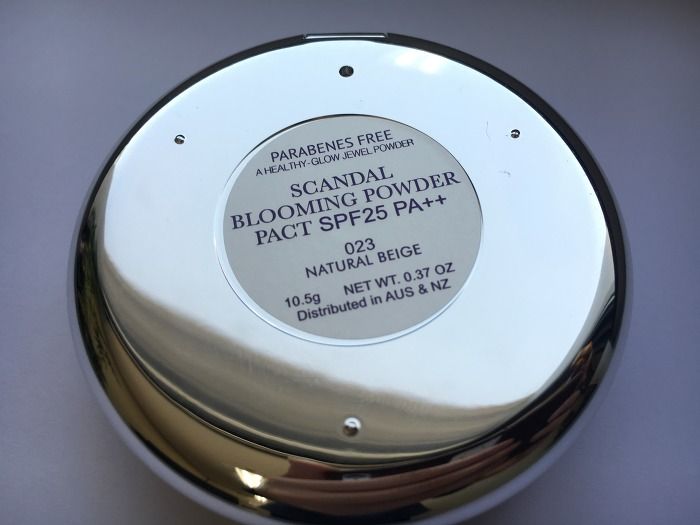 PARABENES FREE
A HEALTHY-GLOW JEWEL POWDER
SCANDAL
BLOOMING POWDER
PACT SPF25 PA++
023
NATURAL BEIGE
10.5g NET WT. 0.37 OZ
Distributed in AUS & NZ